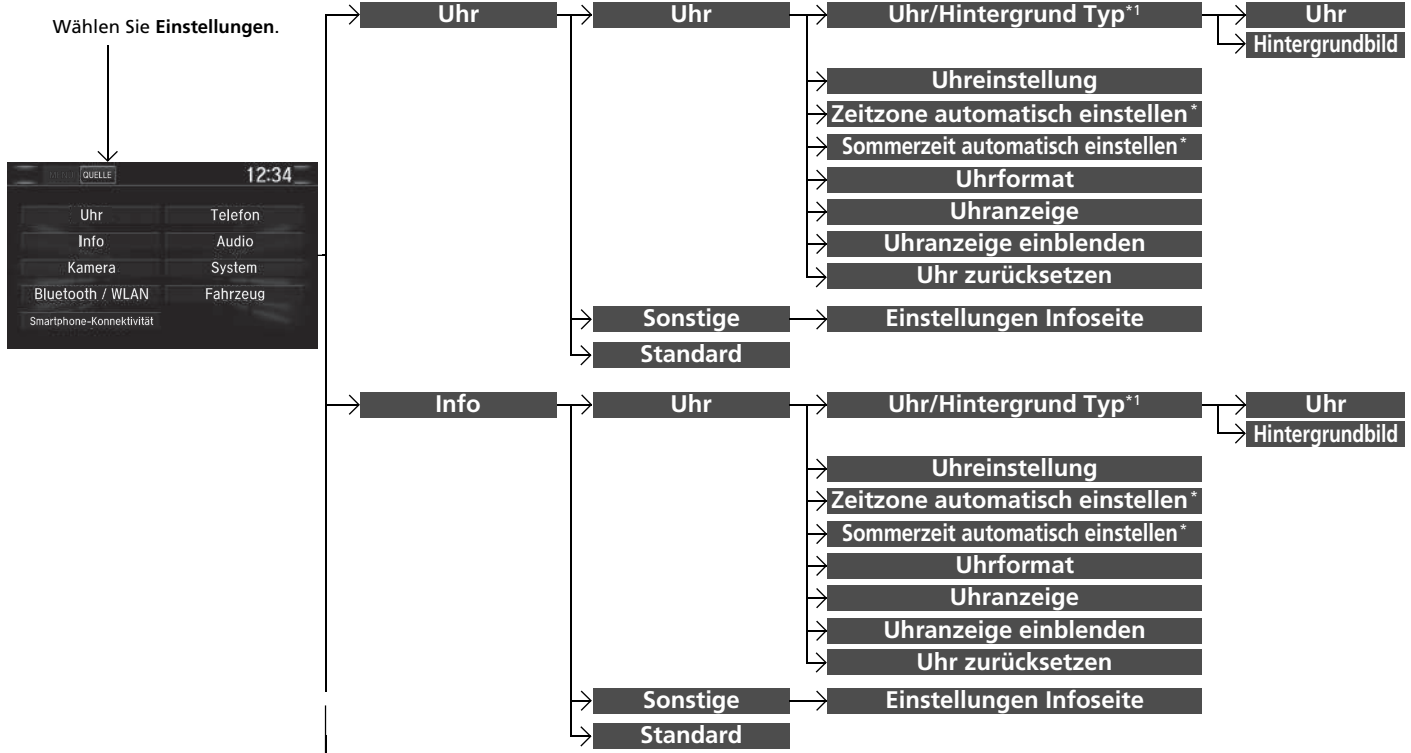 Wählen Sie Einstellungen.
MENÜ QUELLE 12:34
Uhr Telefon
Info Audio
Kamera System
Bluetooth / WLAN Fahrzeug
Smartphone-Konnektivität
Uhr Uhr Uhr/Hintergrund Typ*1 Uhr
Hintergrundbild
Uhreinstellung
Zeitzone automatisch einstellen*
Sommerzeit automatisch einstellen*
Uhrformat
Uhranzeige
Uhranzeige einblenden
Uhr zurücksetzen
Sonstige Einstellungen Infoseite
Standard
Info Uhr Uhr/Hintergrund Typ*1 Uhr
Hintergrundbild
Uhreinstellung
Zeitzone automatisch einstellen*
Sommerzeit automatisch einstellen*
Uhrformat
Uhranzeige
Uhranzeige einblenden
Uhr zurücksetzen
Sonstige Einstellungen Infoseite
Standard